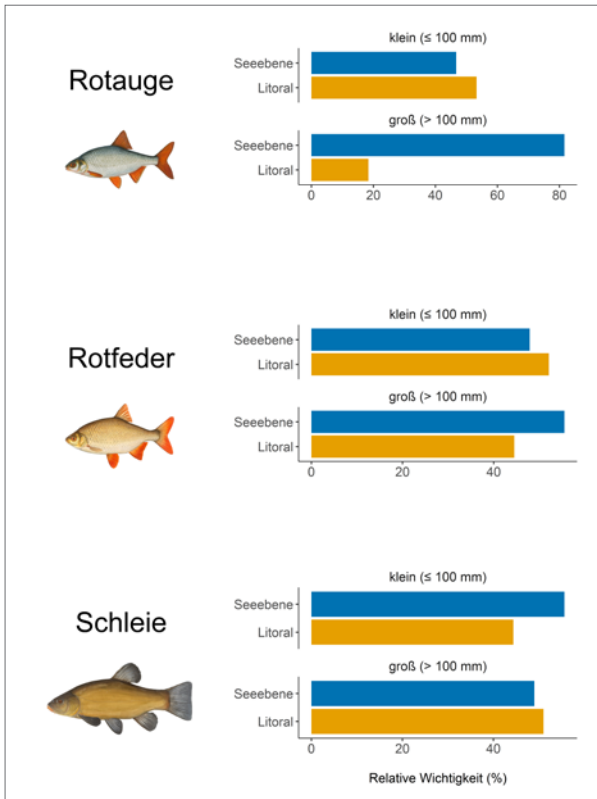 klein (≤ 100 mm)
Rotauge
Seeebene
Litoral
groß (> 100 mm)
Seeebene
Litoral
0 20 40 60 80
klein (≤ 100 mm)
Rotfeder
Seeebene
Litoral
groß (> 100 mm)
Seeebene
Litoral
0 20 40
klein (≤ 100 mm)
Schleie
Seeebene
Litoral
groß (> 100 mm)
Seeebene
Litoral
0 20 40
Relative Wichtigkeit (%)